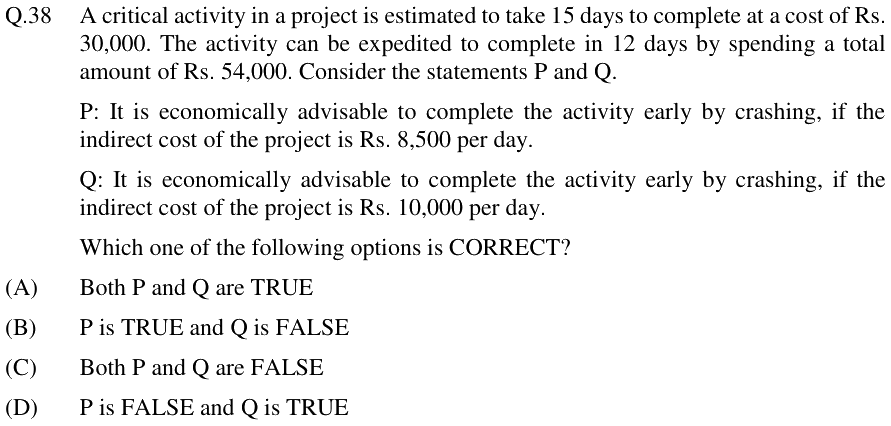 Q.38 A critical activity in a project is estimated to take 15 days to complete at a cost of Rs.
30,000. The activity can be expedited to complete in 12 days by spending a total
amount of Rs. 54,000. Consider the statements P and Q.
P: It is economically advisable to complete the activity early by crashing, if the
indirect cost of the project is Rs. 8,500 per day.
Q: It is economically advisable to complete the activity early by crashing, if the
indirect cost of the project is Rs. 10,000 per day.
Which one of the following options is CORRECT?
(A) Both P and Q are TRUE
(B) P is TRUE and Q is FALSE
(C) Both P and Q are FALSE
(D) P is FALSE and Q is TRUE